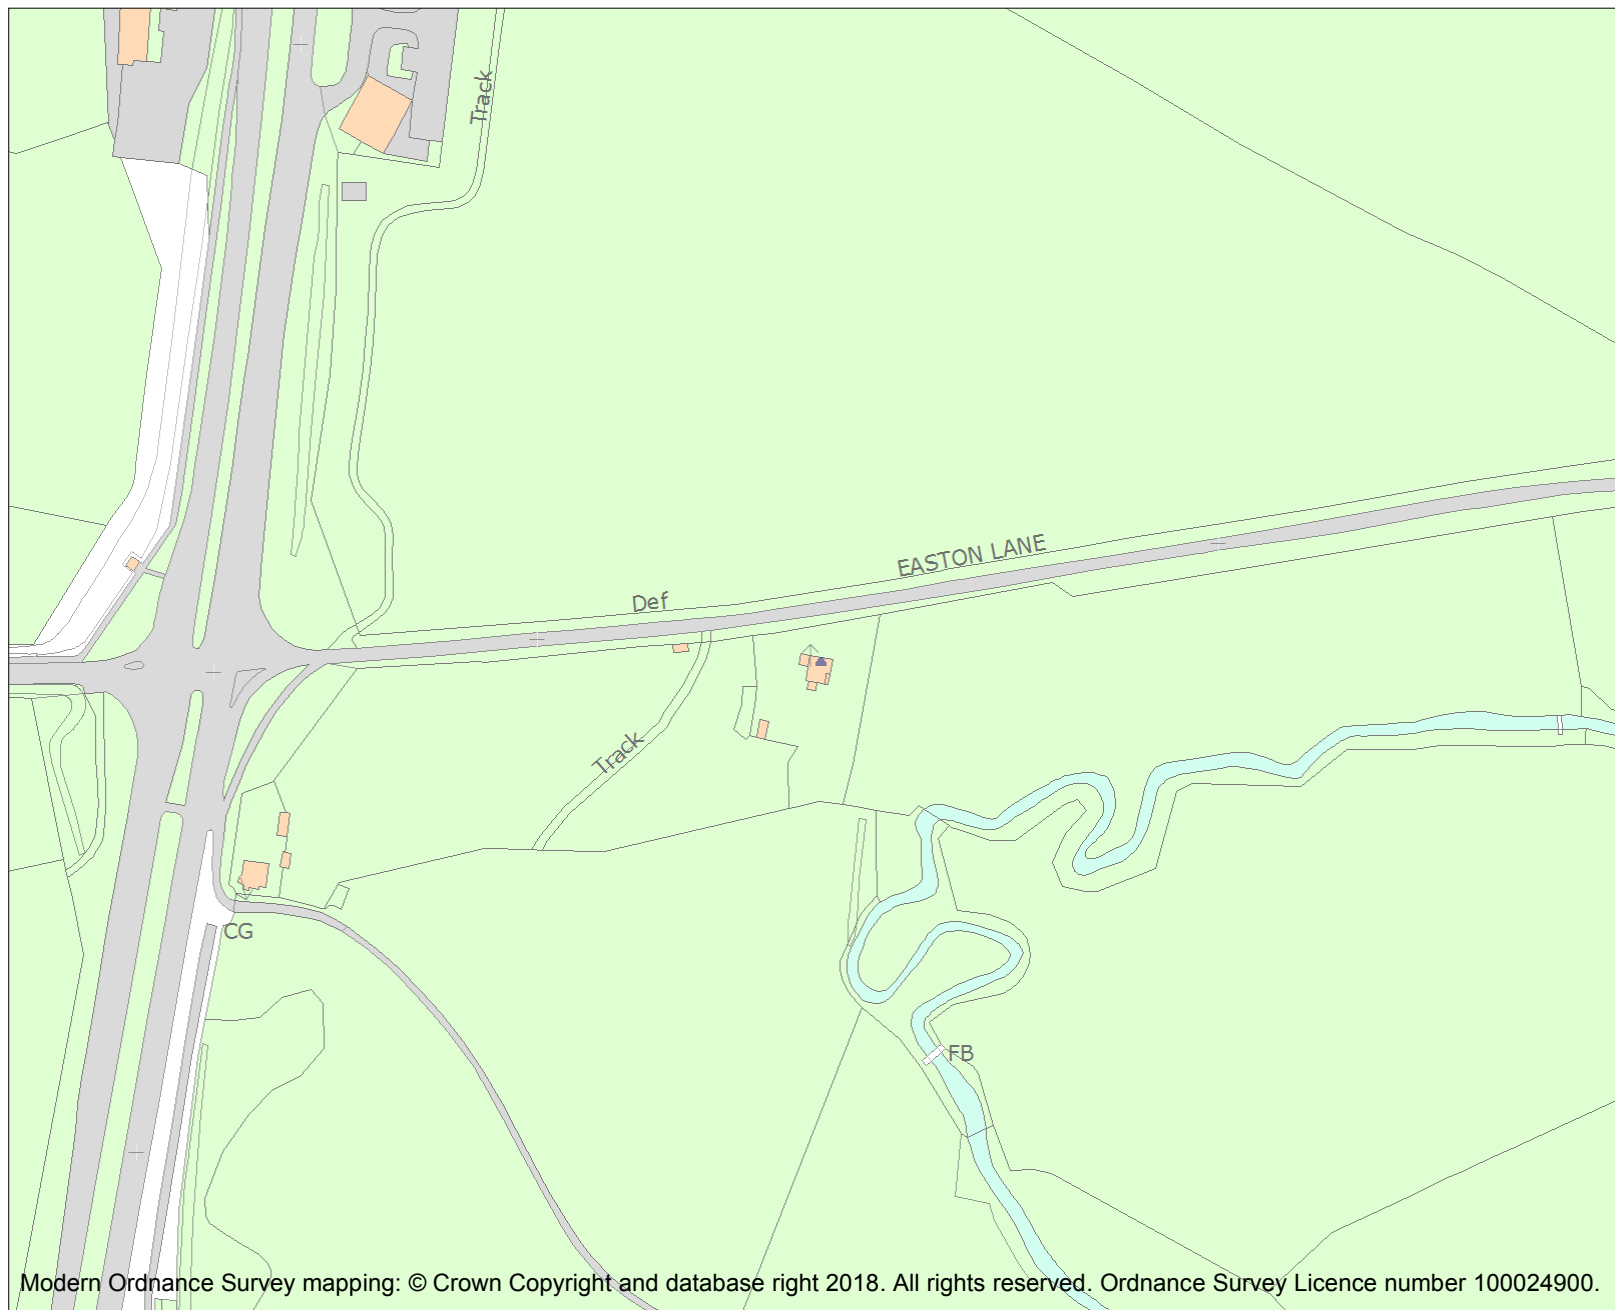 Track
EASTON LANE
Def
Track
CG
FB
Modern Ordnance Survey mapping: © Crown Copyright and database right 2018. All rights reserved. Ordnance Survey Licence number 100024900.